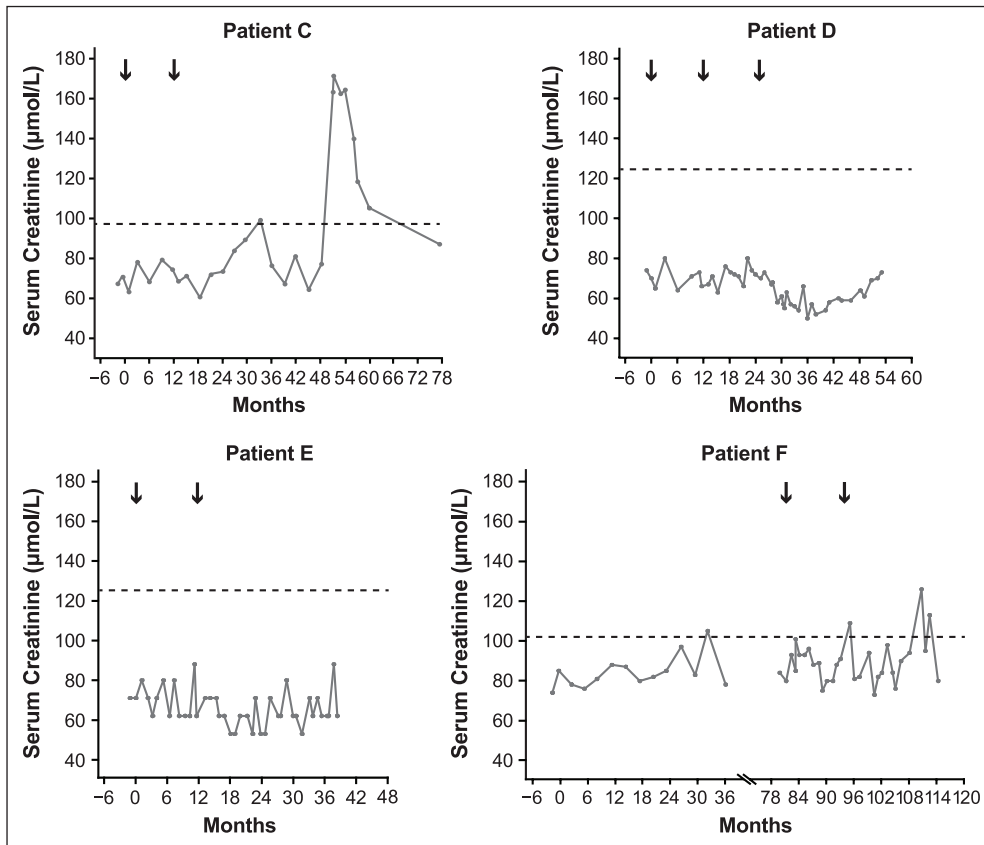 Patient C
Serum Creatinine (µmol/L)
180
160
140
120
100
80
60
40
−6 0 6 12 18 24 30 36 42 48 54 60 66 72 78
Months
Patient D
Serum Creatinine (µmol/L)
180
160
140
120
100
80
60
40
−6 0 6 12 18 24 30 36 42 48 54 60
Months
Patient E
Serum Creatinine (µmol/L)
180
160
140
120
100
80
60
40
−6 0 6 12 18 24 30 36 42 48
Months
Patient F
Serum Creatinine (µmol/L)
180
160
140
120
100
80
60
40
−6 0 6 12 18 24 30 36 78 84 90 96 102 108 114 120
Months